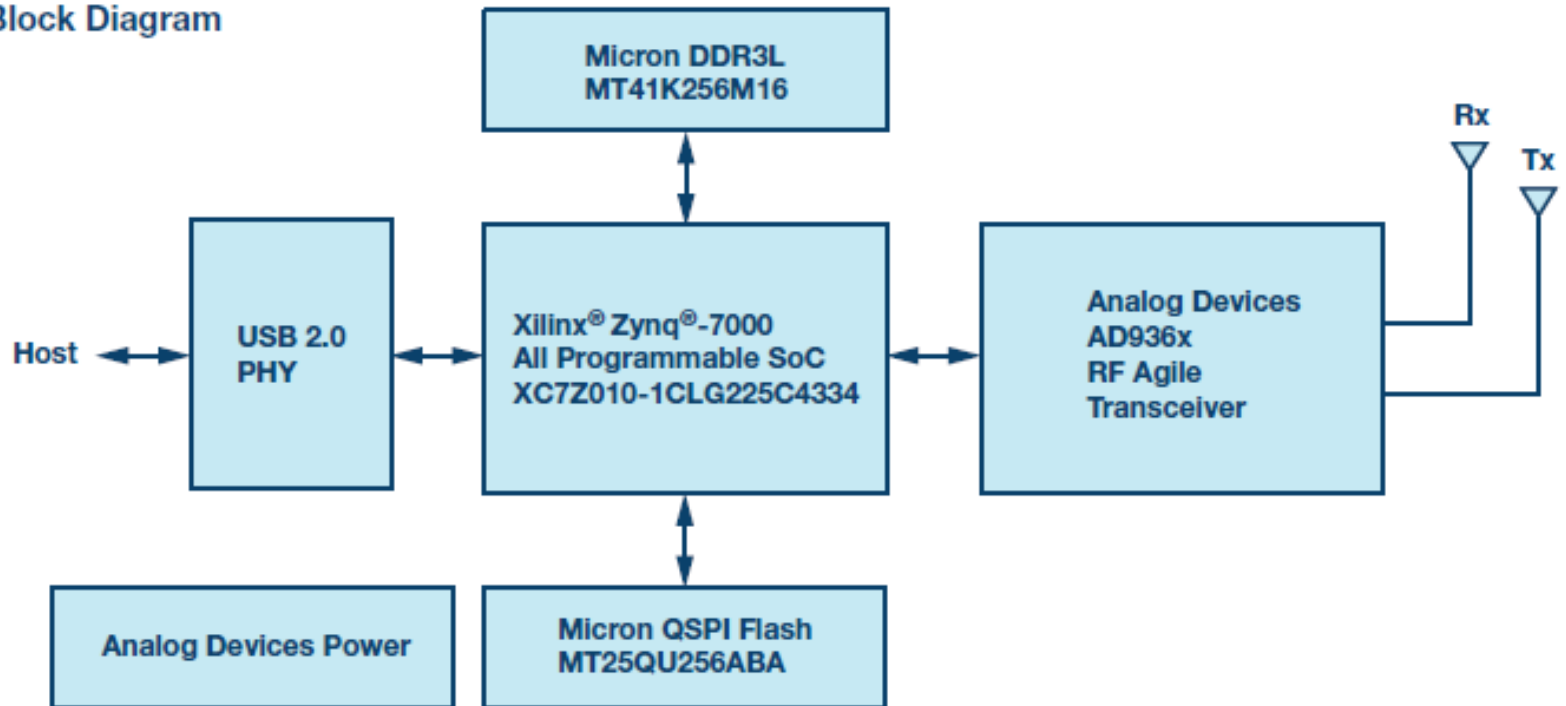 Block Diagram
Micron DDR3L
MT41K256M16
Rx
Tx
Host
USB 2.0
PHY
Xilinx® Zynq®-7000
All Programmable SoC
XC7Z010-1CLG225C4334
Analog Devices
AD936x
RF Agile
Transceiver
Analog Devices Power
Micron QSPI Flash
MT25QU256ABA